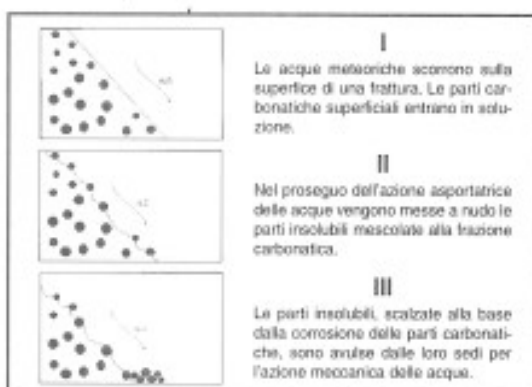 I
Le acque meteoriche scorrono sulla
superfice di una frattura. Le parti car-
bonatiche superficiali entrano in solu-
zione.
II
Nel proseguo dell'azione asportatrice
delle acque vengono messe a nudo le
parti insolubili mescolate alla frazione
carbonatica.
III
Le parti insolubili, scalzate alla base
dalla corrosione delle parti carbonati-
che, sono avulse dalle loro sedi per
l'azione meccanica delle acque.